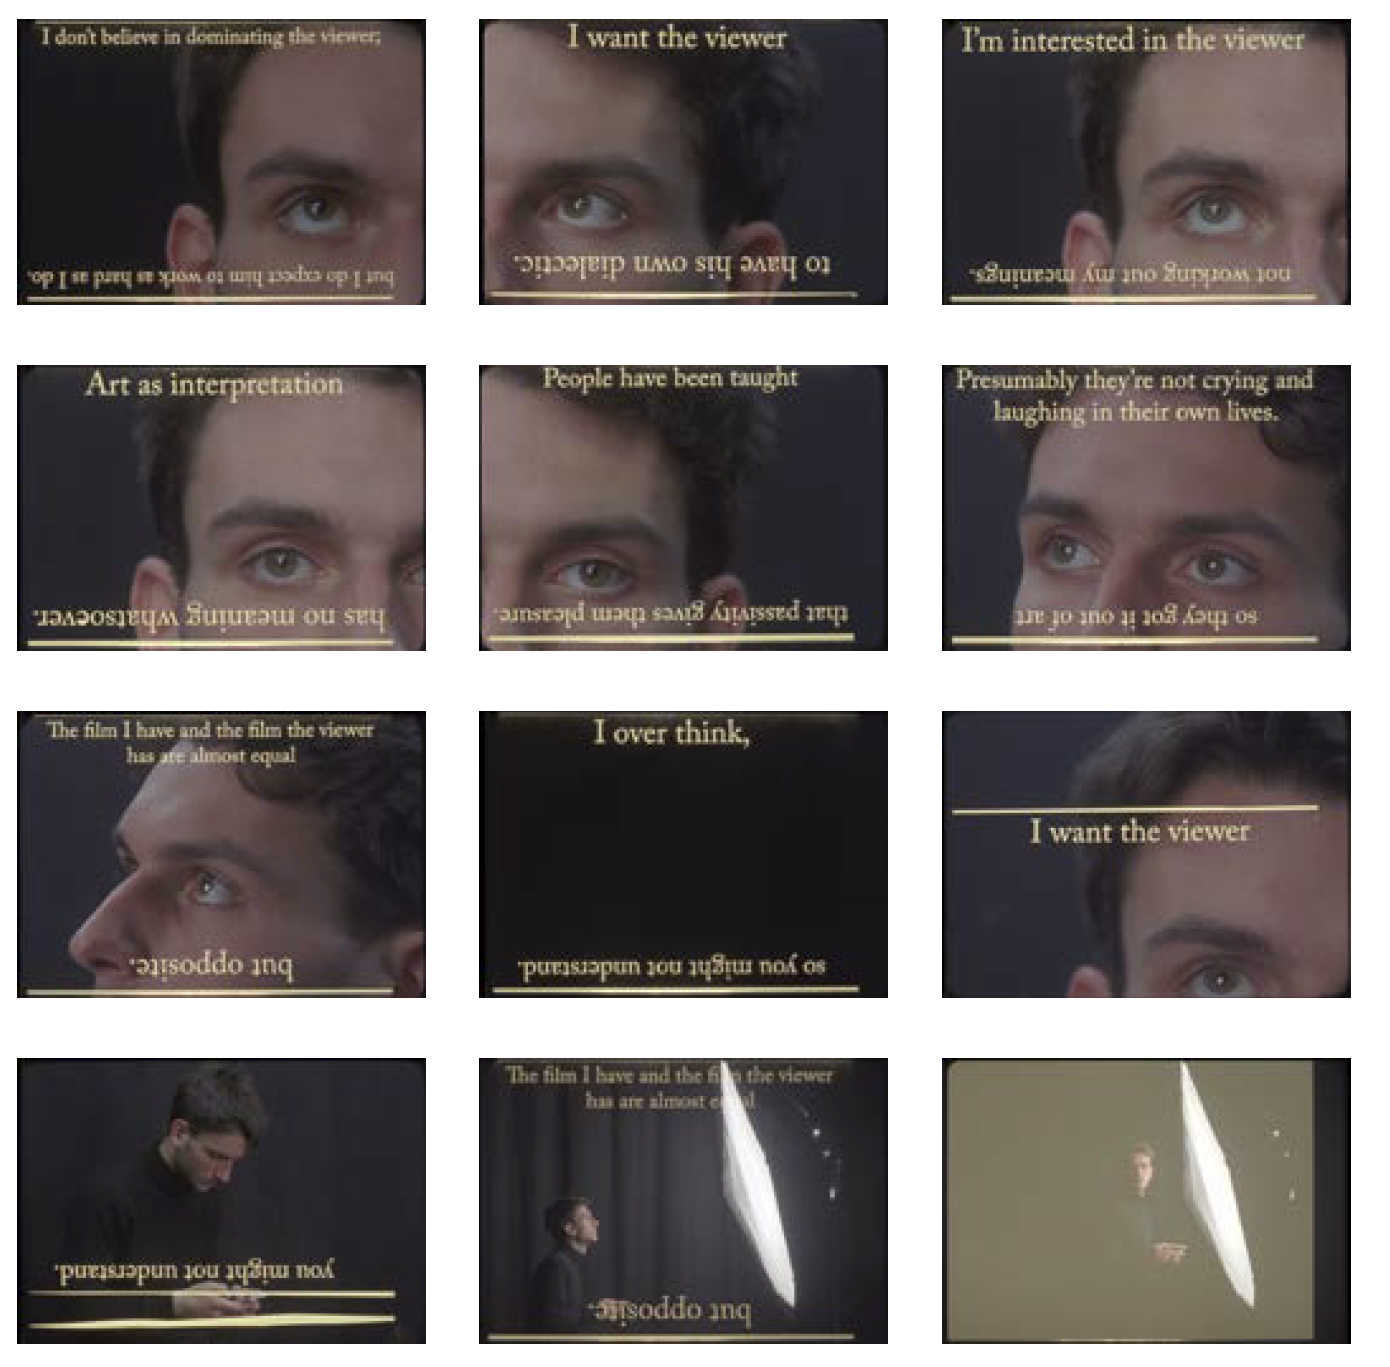 I don't believe in dominating the viewer;
but I do expect him to work as hard as I do.
I want the viewer
to have his own dialectic.
I'm interested in the viewer
not working out my meanings.
Art as interpretation
has no meaning whatsoever.
People have been taught
that passivity gives them pleasure.
Presumably they're not crying and
laughing in their own lives.
so they got it out of art
The film I have and the film the viewer
has are almost equal
but opposite.
I over think,
so you might not understand.
I want the viewer
you might not understand.
The film I have and the film the viewer
has are almost equal
but opposite.